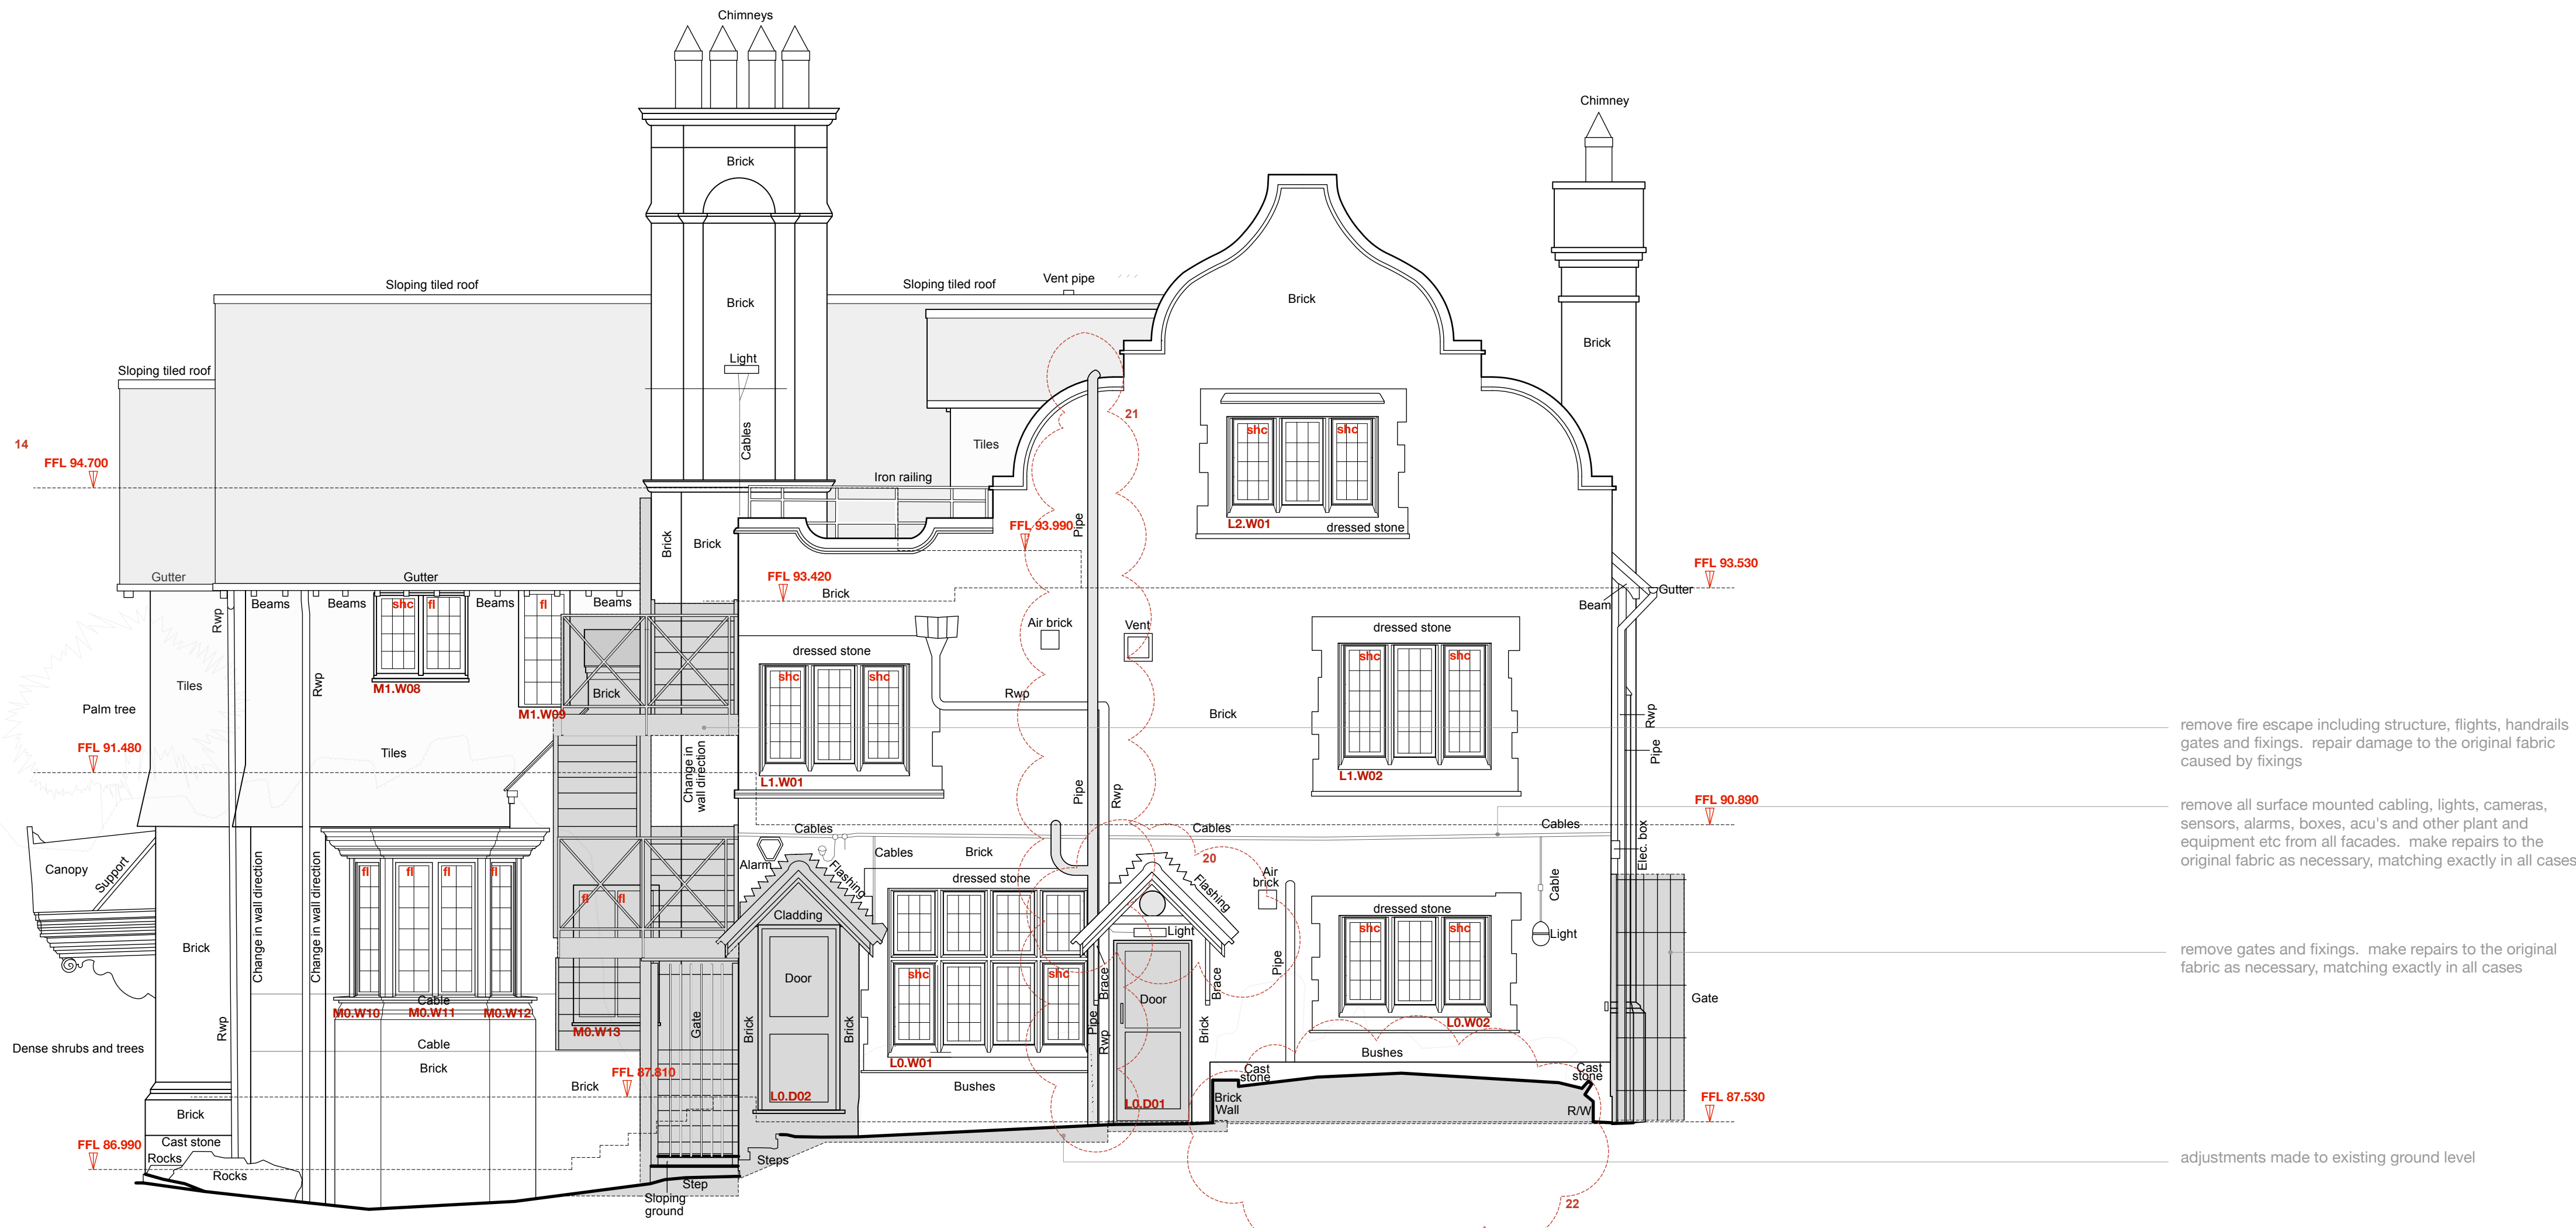 Chimneys
Chimney
Brick
Sloping tiled roof
Sloping tiled roof
Vent pipe
Brick
Brick
Brick
Light
Sloping tiled roof
21
14
Cables
Tiles
shc
shc
FFL 94.700
Iron railing
L2.W01
dressed stone
FFL 93.990
Pipe
Brick
Brick
FFL 93.530
Gutter
Gutter
FFL 93.420
Brick
Gutter
Beams
Beams
shc
fl
Beams
fl
Beams
Beam
Rwp
Air brick
Vent
dressed stone
dressed stone
shc
shc
shc
shc
Tiles
Rwp
M1.W08
Brick
Rwp
Palm tree
M1.W09
Brick
Rwp
remove fire escape including structure, flights, handrails
gates and fixings. repair damage to the original fabric
caused by fixings
FFL 91.480
Tiles
Change in
wall direction
L1.W01
L1.W02
Pipe
Pipe
Rwp
FFL 90.890
remove all surface mounted cabling, lights, cameras,
sensors, alarms, boxes, acu's and other plant and
equipment etc from all facades. make repairs to the
original fabric as necessary, matching exactly in all cases
Cables
Cables
Cables
Elec. box
Canopy
Support
fl
fl
fl
fl
Alarm
Flashing
Cables
Brick
20
Air
brick
Flashing
Cable
dressed stone
dressed stone
fl
fl
Cladding
Light
shc
shc
Light
Brick
Change in wall direction
Change in wall direction
Door
shc
shc
Brace
Brace
Pipe
remove gates and fixings. make repairs to the original
fabric as necessary, matching exactly in all cases
Cable
M0.W10
M0.W11
M0.W12
M0.W13
Gate
Brick
Brick
Door
Gate
Rwp
Pipe
Rwp
Brick
L0.W02
Dense shrubs and trees
Cable
Brick
L0.W01
Bushes
FFL 87.810
Brick
Bushes
Cast
stone
Cast
stone
L0.D02
L0.D01
Brick
Wall
R/W
FFL 87.530
Brick
Cast stone
FFL 86.990
Rocks
Rocks
Steps
Step
Sloping
ground
adjustments made to existing ground level
22